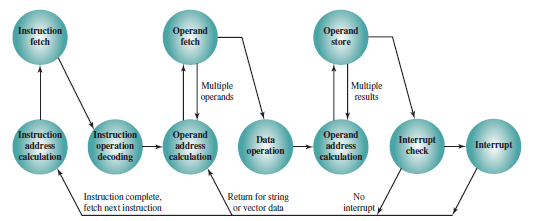 Instruction
fetch
Operand
fetch
Operand
store
Multiple
operands
Multiple
results
Instruction
address
calculation
Instruction
operation
decoding
Operand
address
calculation
Data
operation
Operand
address
calculation
Interrupt
check
Interrupt
Instruction complete,
fetch next instruction
Return for string
or vector data
No
interrupt